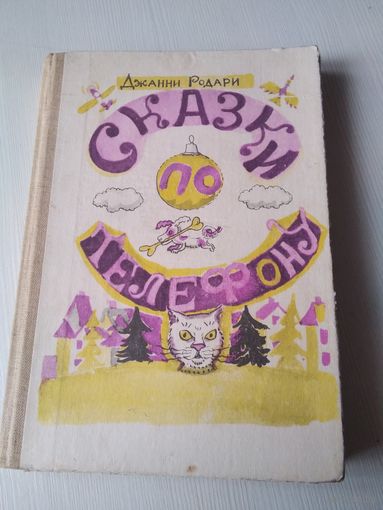 Джанни Родари
Сказки
по
телефону